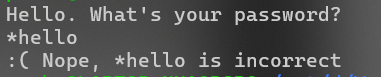 Hello. What's your password?
*hello
:( Nope, *hello is incorrect